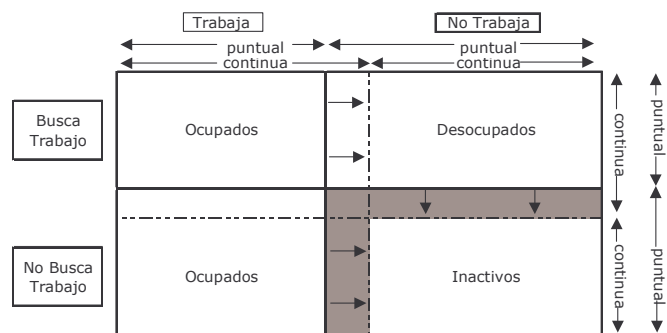 Trabaja
No Trabaja
puntual
puntual
continua
continua
Busca
Trabajo
Ocupados
Desocupados
continua
puntual
No Busca
Trabajo
Ocupados
Inactivos
continua
puntual